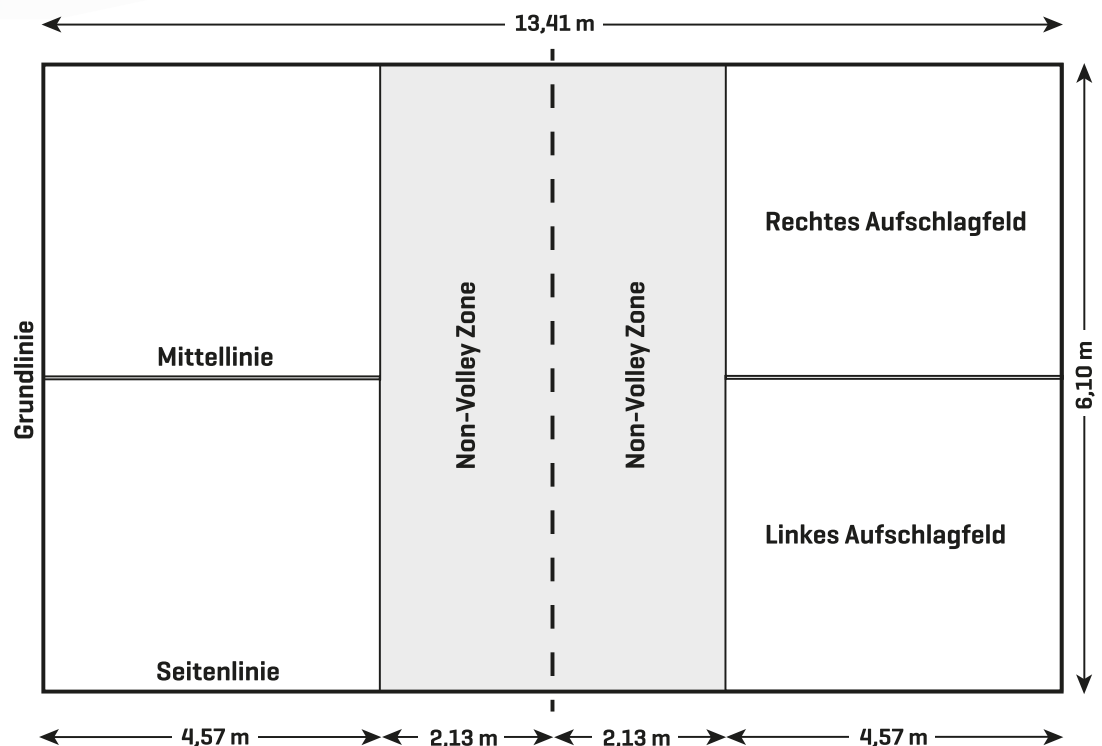 13,41 m
Rechtes Aufschlagfeld
Non-Volley Zone
Non-Volley Zone
Grundlinie
Mittellinie
6,10 m
Linkes Aufschlagfeld
Seitenlinie
4,57 m
2,13 m
2,13 m
4,57 m